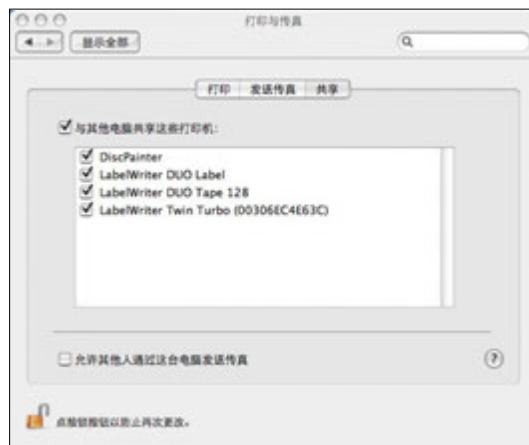 打印与传真
显示全部
打印 发送传真 共享
与其他电脑共享这些打印机:
DiscPainter
LabelWriter DUO Label
LabelWriter DUO Tape 128
LabelWriter Twin Turbo (00306EC4E63C)
允许其他人通过这台电脑发送传真
?
点按锁按钮以防止再次更改。